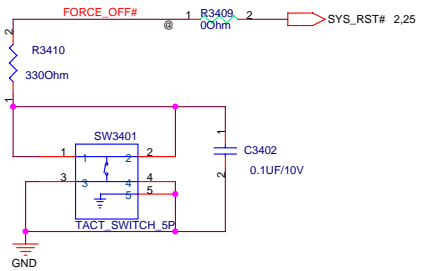 FORCE_OFF#
1 R3409 2
@ 0Ohm
SYS_RST# 2,25
2
R3410
330Ohm
1
SW3401
1 1 2 2
3 3 4 4
5 5
TACT_SWITCH_5P
1
C3402
0.1UF/10V
2
GND